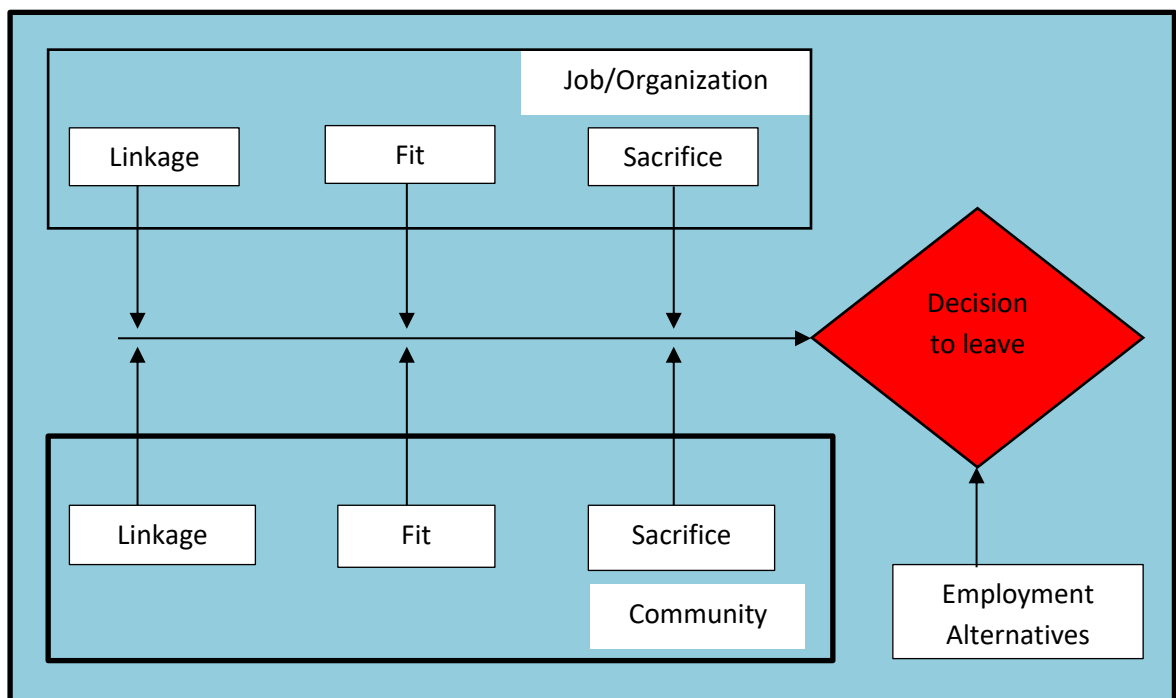 Job/Organization
Linkage
Fit
Sacrifice
Decision
to leave
Linkage
Fit
Sacrifice
Community
Employment
Alternatives